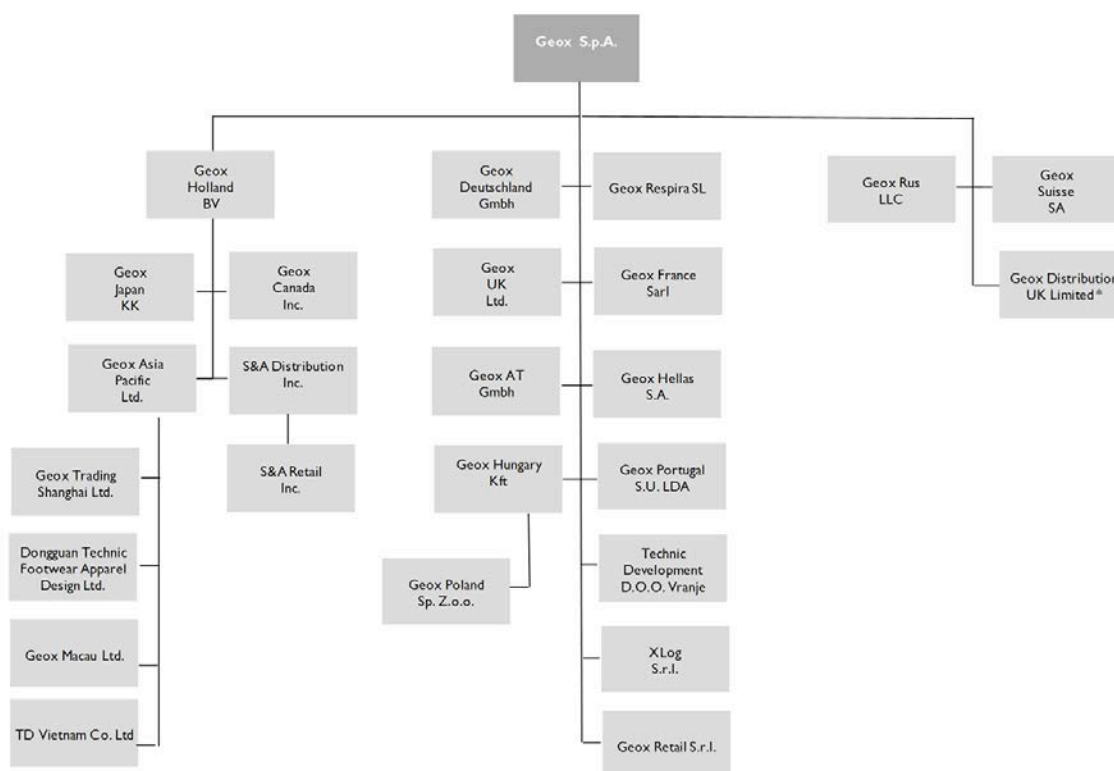 Geox S.p.A.
Geox
Holland
BV
Geox
Japan
KK
Geox
Canada
Inc.
Geox Asia
Pacific
Ltd.
S&A Distribution
Inc.
S&A Retail
Inc.
Geox Trading
Shanghai Ltd.
Dongguan Technic
Footwear Apparel
Design Ltd.
Geox Macau Ltd.
TD Vietnam Co. Ltd
Geox
Deutschland
Gmbh
Geox Respira SL
Geox
UK
Ltd.
Geox France
Sarl
Geox AT
Gmbh
Geox Hellas
S.A.
Geox Hungary
Kft
Geox Portugal
S.U. LDA
Geox Poland
Sp. Z.o.o.
Technic
Development
D.O.O. Vranje
XLog
S.r.l.
Geox Retail S.r.l.
Geox Rus
LLC
Geox
Suisse
SA
Geox Distribution
UK Limited*